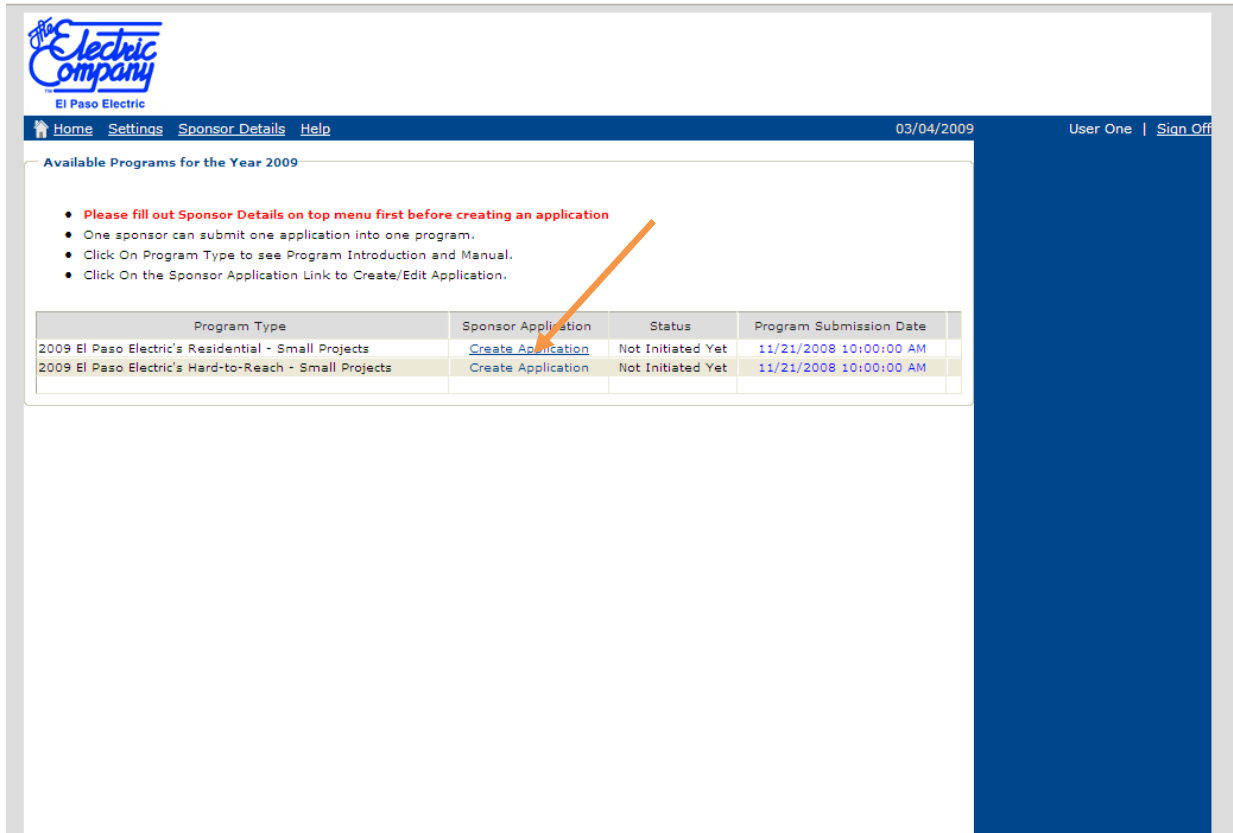 The
Electric
Company
TM
El Paso Electric
Home Settings Sponsor Details Help 03/04/2009 User One | Sign Off
Available Programs for the Year 2009
Please fill out Sponsor Details on top menu first before creating an application
One sponsor can submit one application into one program.
Click On Program Type to see Program Introduction and Manual.
Click On the Sponsor Application Link to Create/Edit Application.
Program Type Sponsor Application Status Program Submission Date
2009 El Paso Electric's Residential - Small Projects Create Application Not Initiated Yet 11/21/2008 10:00:00 AM
2009 El Paso Electric's Hard-to-Reach - Small Projects Create Application Not Initiated Yet 11/21/2008 10:00:00 AM